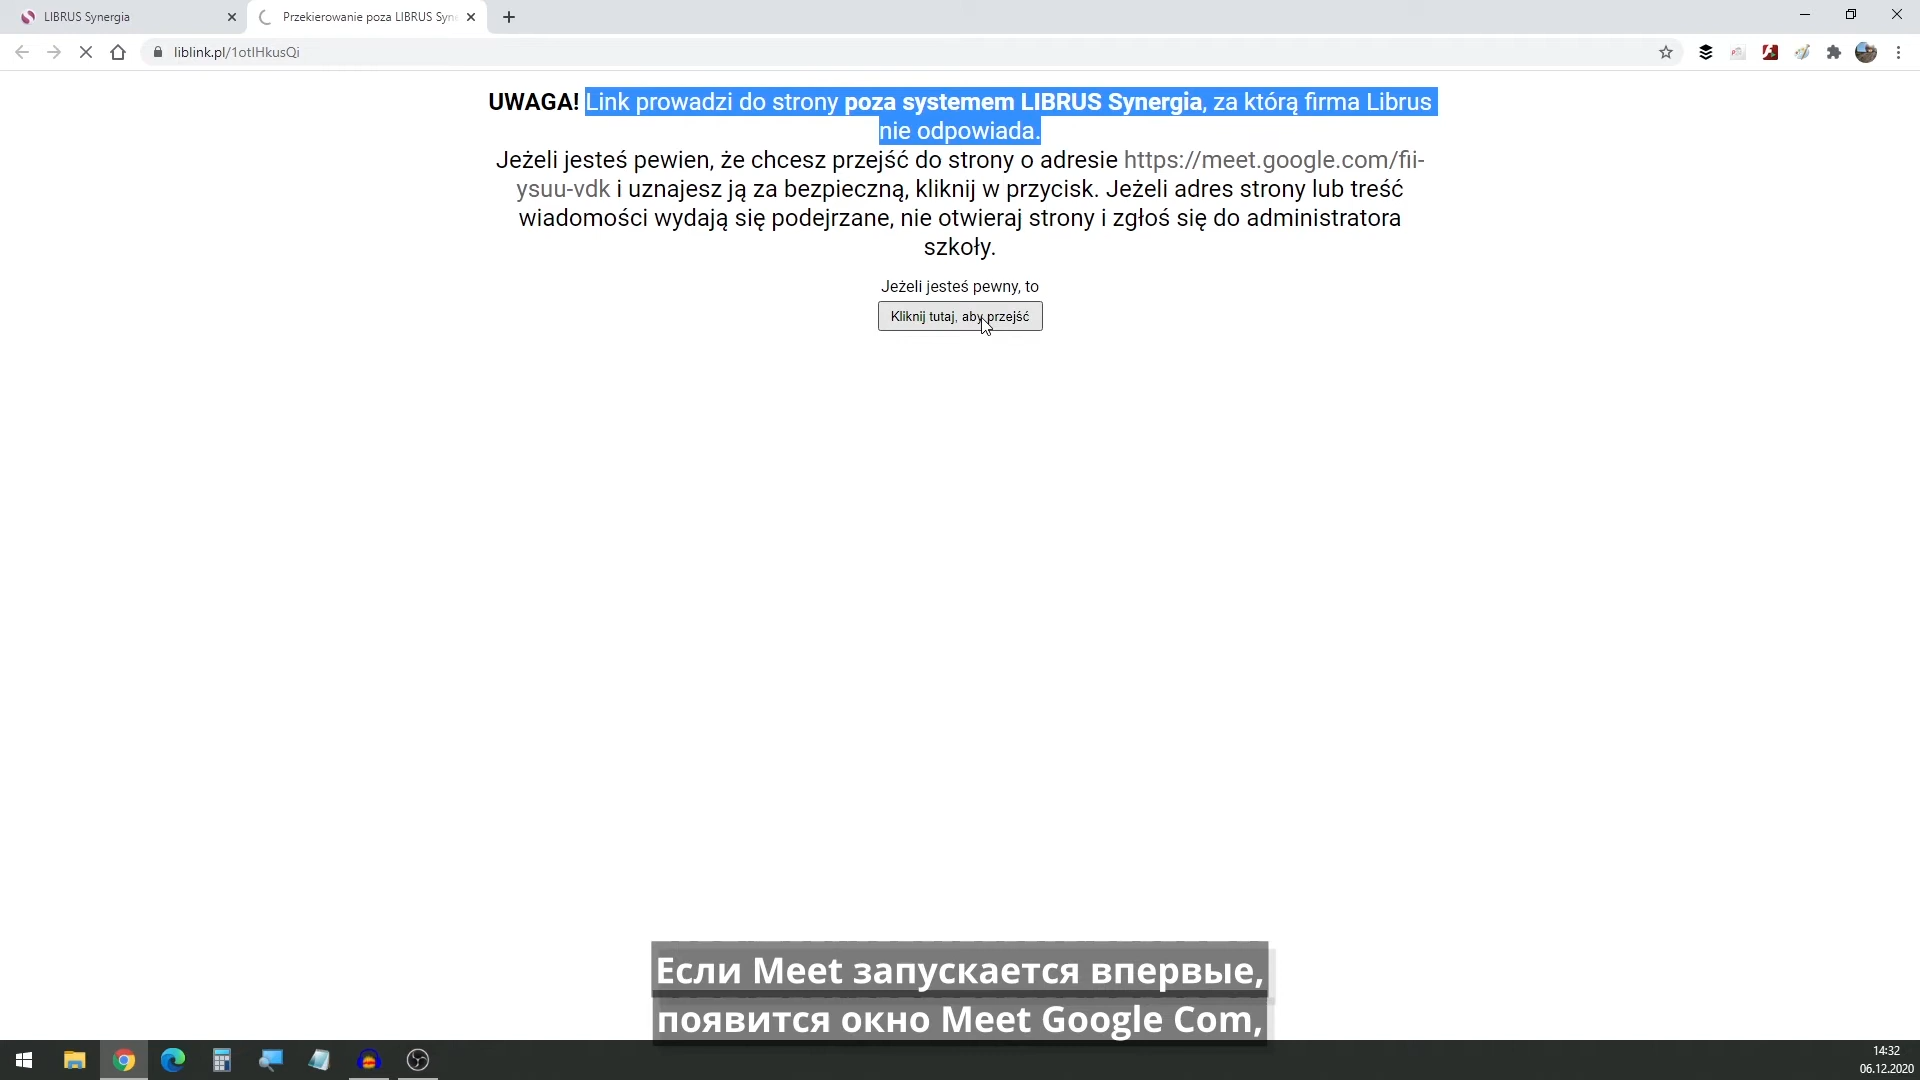 LIBRUS Synergia
Przekierowanie poza LIBRUS Syne
liblink.pl/1otIHkusQi
UWAGA! Link prowadzi do strony poza systemem LIBRUS Synergia, za którą firma Librus
nie odpowiada.
Jeżeli jesteś pewien, że chcesz przejść do strony o adresie https://meet.google.com/fii-
ysuu-vdk i uznajesz ją za bezpieczną, kliknij w przycisk. Jeżeli adres strony lub treść
wiadomości wydają się podejrzane, nie otwieraj strony i zgłoś się do administratora
szkoły.
Jeżeli jesteś pewny, to
Kliknij tutaj, aby przejść
Если Meet запускается впервые,
появится окно Meet Google Com,
14:32
06.12.2020